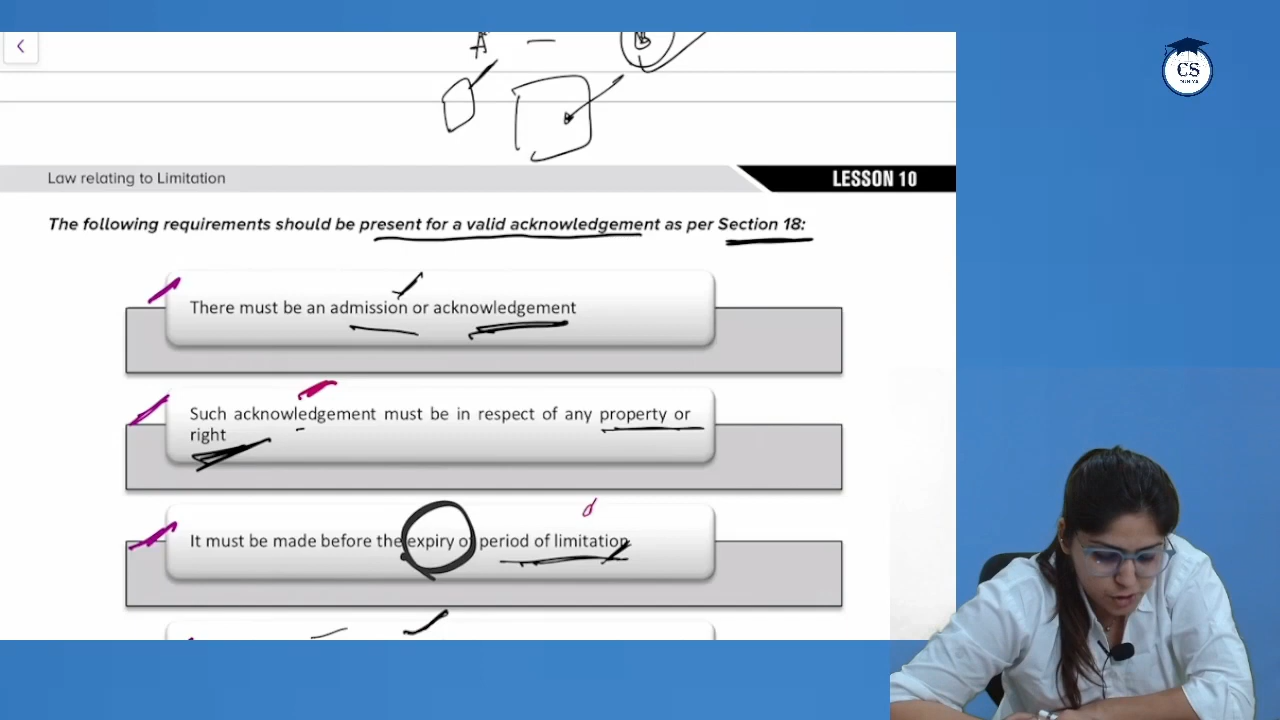 A –
B
CS
Law relating to Limitation
LESSON 10
The following requirements should be present for a valid acknowledgement as per Section 18:
There must be an admission or acknowledgement
Such acknowledgement must be in respect of any property or
right
It must be made before the expiry of period of limitation